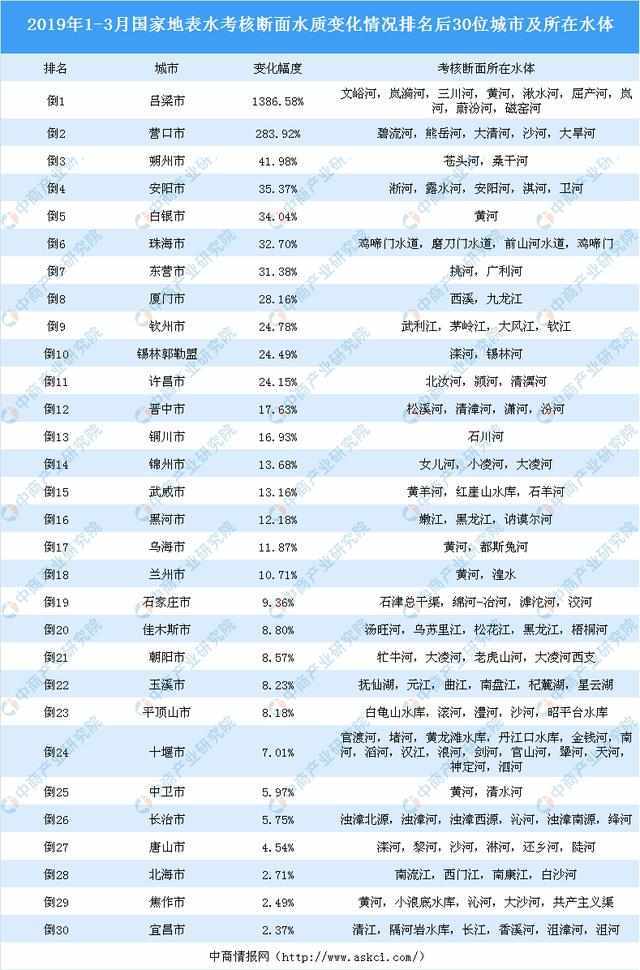 2019年1-3月国家地表水考核断面水质变化情况排名后30位城市及所在水体
排名 城市 变化幅度 考核断面所在水体
倒1 吕梁市 1386.58% 文峪河，岚漪河，三川河，黄河，湫水河，屈产河，岚
河，蔚汾河，磁窑河
倒2 营口市 283.92% 碧流河，熊岳河，大清河，沙河，大旱河
倒3 朔州市 41.98% 苍头河，桑干河
倒4 安阳市 35.37% 淅河，露水河，安阳河，淇河，卫河
倒5 白银市 34.04% 黄河
倒6 珠海市 32.70% 鸡啼门水道，磨刀门水道，前山河水道，鸡啼门
倒7 东营市 31.38% 挑河，广利河
倒8 厦门市 28.16% 西溪，九龙江
倒9 钦州市 24.78% 武利江，茅岭江，大风江，钦江
倒10 锡林郭勒盟 24.49% 滦河，锡林河
倒11 许昌市 24.15% 北汝河，颍河，清潩河
倒12 晋中市 17.63% 松溪河，清漳河，潇河，汾河
倒13 铜川市 16.93% 石川河
倒14 锦州市 13.68% 女儿河，小凌河，大凌河
倒15 武威市 13.16% 黄羊河，红崖山水库，石羊河
倒16 黑河市 12.18% 嫩江，黑龙江，讷谟尔河
倒17 乌海市 11.87% 黄河，都斯兔河
倒18 兰州市 10.71% 黄河，湟水
倒19 石家庄市 9.36% 石津总干渠，绵河-冶河，滹沱河，洨河
倒20 佳木斯市 8.80% 汤旺河，乌苏里江，松花江，黑龙江，梧桐河
倒21 朝阳市 8.57% 牤牛河，大凌河，老虎山河，大凌河西支
倒22 玉溪市 8.23% 抚仙湖，元江，曲江，南盘江，杞麓湖，星云湖
倒23 平顶山市 8.18% 白龟山水库，滚河，澧河，沙河，昭平台水库
倒24 十堰市 7.01% 官渡河，堵河，黄龙滩水库，丹江口水库，金钱河，南
河，滔河，汉江，浪河，剑河，官山河，犟河，天河，
神定河，泗河
倒25 中卫市 5.97% 黄河，清水河
倒26 长治市 5.75% 浊漳北源，浊漳河，浊漳西源，沁河，浊漳南源，绛河
倒27 唐山市 4.54% 滦河，黎河，沙河，淋河，还乡河，陡河
倒28 北海市 2.71% 南流江，西门江，南康江，白沙河
倒29 焦作市 2.49% 黄河，小浪底水库，沁河，大沙河，共产主义渠
倒30 宜昌市 2.37% 清江，隔河岩水库，长江，香溪河，沮漳河，沮河
中商情报网（http://www.askci.com/）